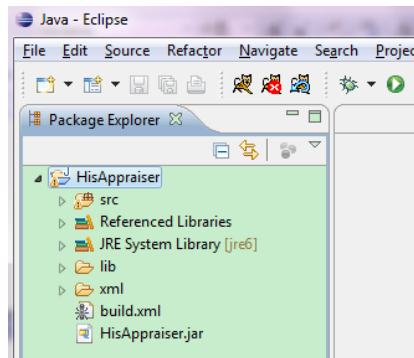 Java - Eclipse
File Edit Source Refactor Navigate Search Projec
Package Explorer
HisAppraiser
src
Referenced Libraries
JRE System Library [jre6]
lib
xml
build.xml
HisAppraiser.jar